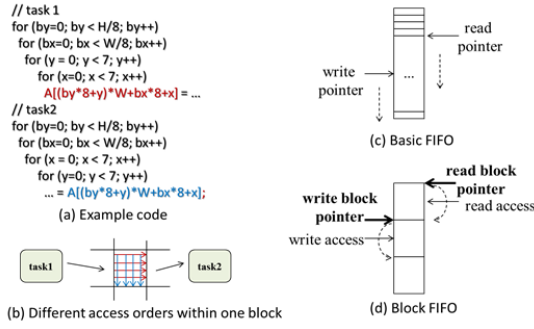 // task 1
for (by=0; by < H/8; by++)
for (bx=0; bx < W/8; bx++)
for (y = 0; y < 7; y++)
for (x=0; x < 7; x++)
A[(by*8+y)*W+bx*8+x] = ...
// task2
for (by=0; by < H/8; by++)
for (bx=0; bx < W/8; bx++)
for (x = 0; x < 7; x++)
for (y=0; y < 7; y++)
... = A[(by*8+y)*W+bx*8+x];
(a) Example code
task1
task2
(b) Different access orders within one block
read
pointer
write
pointer
...
(c) Basic FIFO
read block
pointer
write block
pointer
read access
write access
(d) Block FIFO